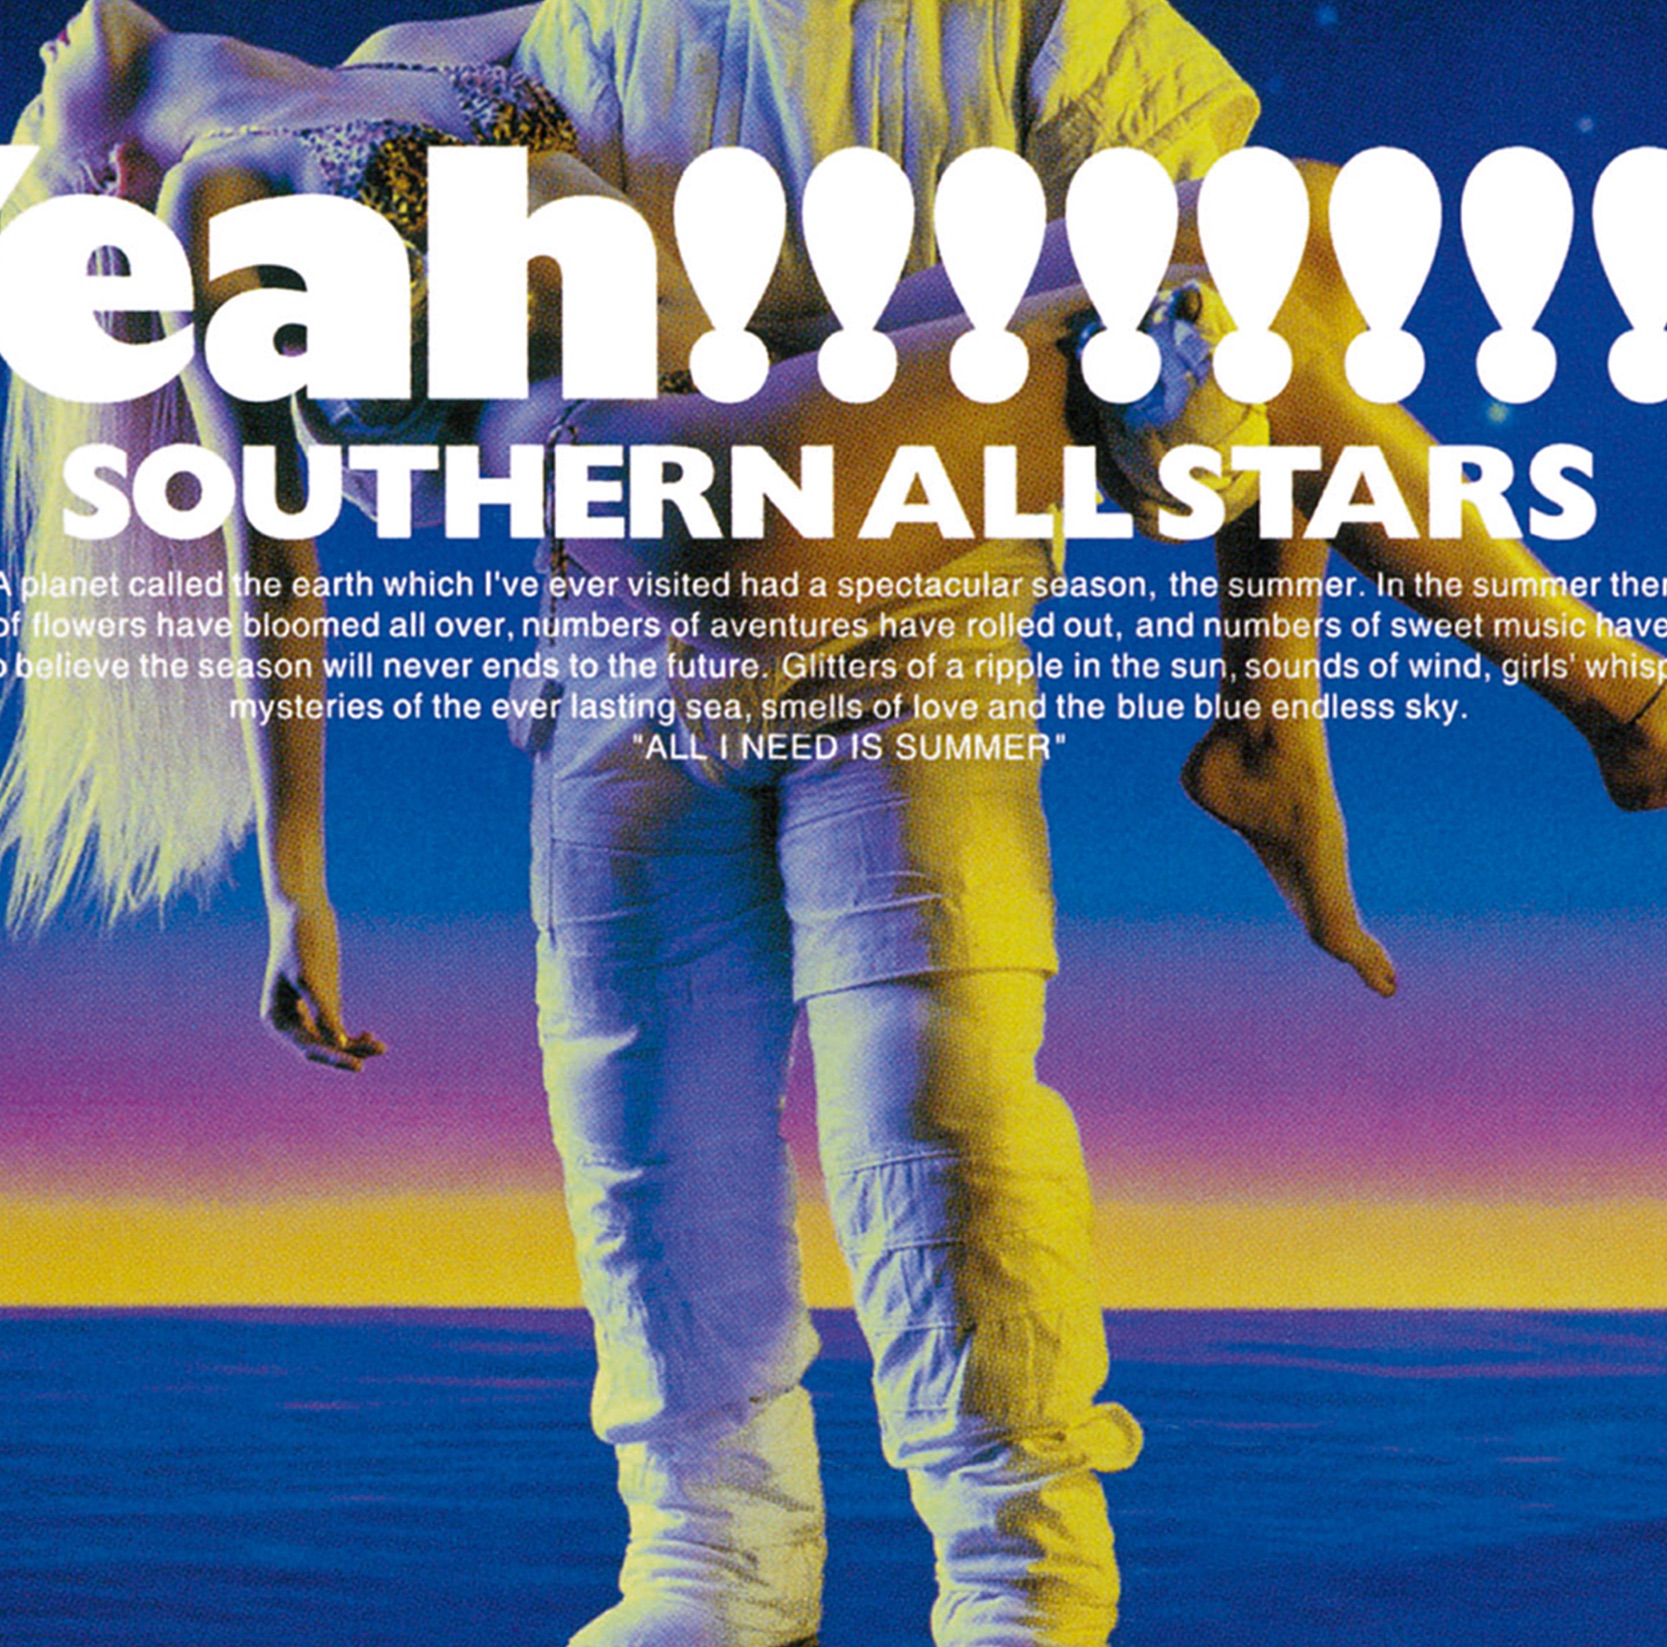 eah!!!!!!!!
SOUTHERN ALL STARS
A planet called the earth which I've ever visited had a spectacular season, the summer. In the summer ther
of flowers have bloomed all over, numbers of aventures have rolled out, and numbers of sweet music have
believe the season will never ends to the future. Glitters of a ripple in the sun, sounds of wind, girls' whisp
mysteries of the ever lasting sea, smells of love and the blue blue endless sky.
"ALL I NEED IS SUMMER"